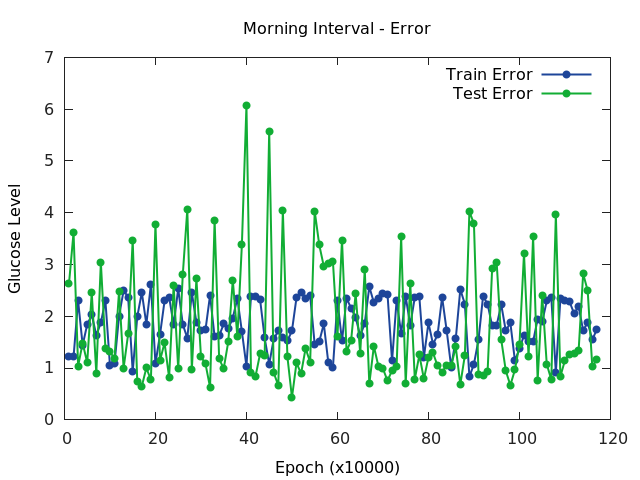 Morning Interval - Error
Train Error
Test Error
Glucose Level
7
6
5
4
3
2
1
0
0 20 40 60 80 100 120
Epoch (x10000)